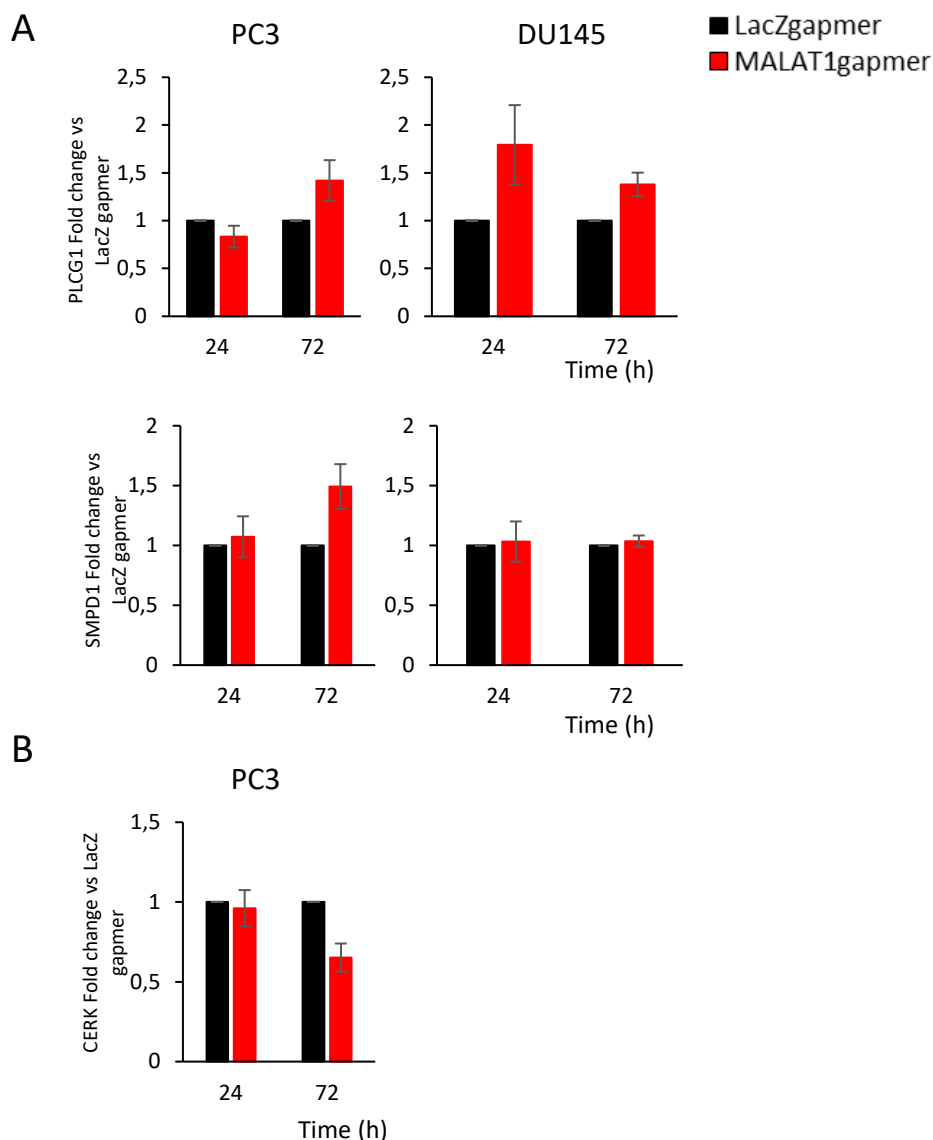 A
PC3
DU145
LacZgapmer
MALAT1gapmer
PLCG1 Fold change vs
LacZ gapmer
2,5
2
1,5
1
0,5
0
24
72
2,5
2
1,5
1
0,5
0
24
72
Time (h)
SMPD1 Fold change vs
LacZ gapmer
2
1,5
1
0,5
0
24
72
2
1,5
1
0,5
0
24
72
Time (h)
B
PC3
CERK Fold change vs LacZ
gapmer
1,5
1
0,5
0
24
72
Time (h)